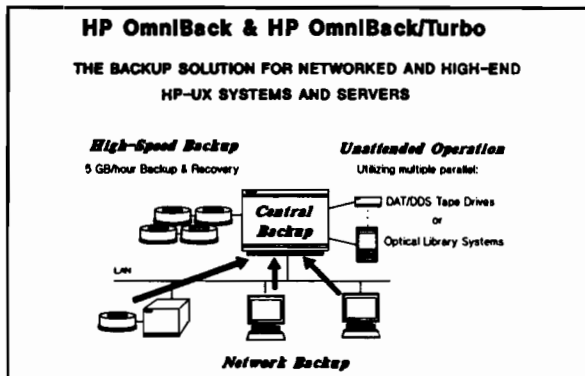 HP OmniBack & HP OmniBack/Turbo
THE BACKUP SOLUTION FOR NETWORKED AND HIGH-END
HP-UX SYSTEMS AND SERVERS
High-Speed Backup
5 GB/hour Backup & Recovery
Unattended Operation
Utilizing multiple parallel:
Central
Backup
DAT/DDS Tape Drives
or
Optical Library Systems
LAN
Network Backup